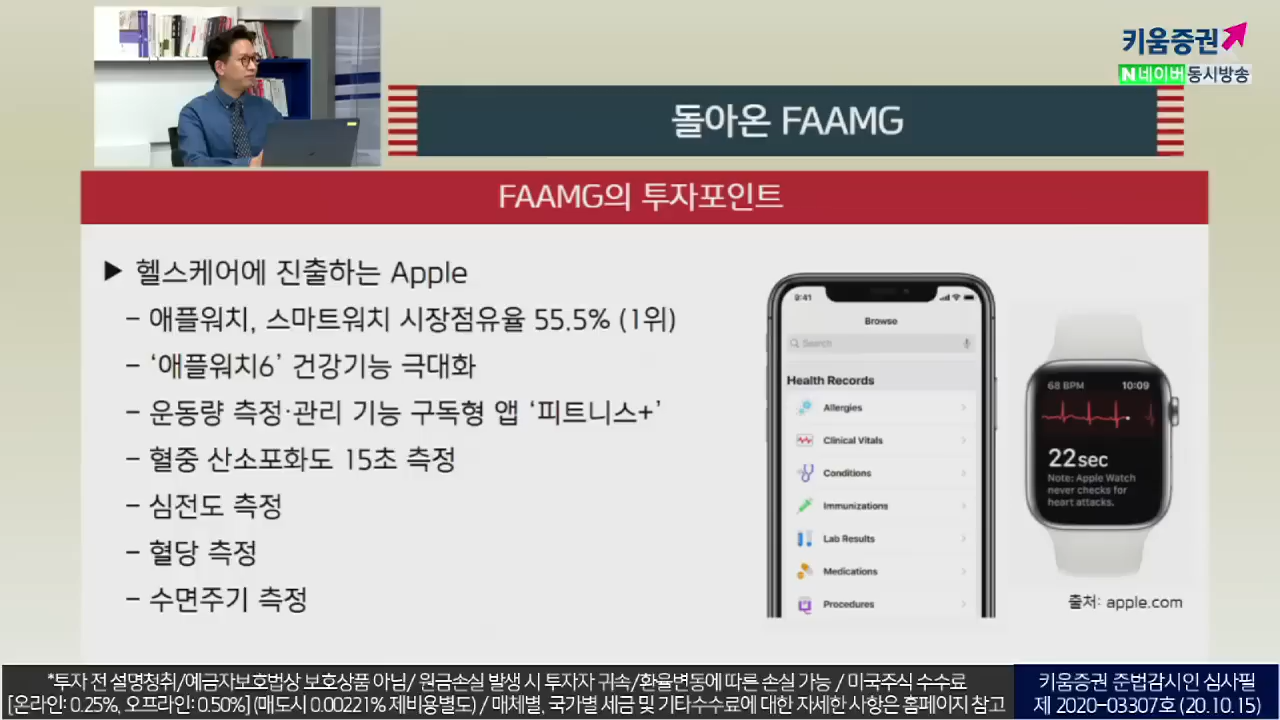 키움증권
N 네이버 동시방송
돌아온 FAAMG
FAAMG의 투자포인트
▶ 헬스케어에 진출하는 Apple
- 애플워치, 스마트워치 시장점유율 55.5% (1위)
- ‘애플워치6’ 건강기능 극대화
- 운동량 측정·관리 기능 구독형 앱 ‘피트니스+’
- 혈중 산소포화도 15초 측정
- 심전도 측정
- 혈당 측정
- 수면주기 측정
9:41
Browse
Search
Health Records
Allergies
Clinical Vitals
Conditions
Immunizations
Lab Results
Medications
Procedures
68 BPM 10:09
22sec
Note: Apple Watch
never checks for
heart attacks.
출처: apple.com
*투자 전 설명청취/예금자보호법상 보호상품 아님/ 원금손실 발생 시 투자자 귀속/환율변동에 따른 손실 가능 / 미국주식 수수료
[온라인: 0.25%, 오프라인: 0.50%] (매도시 0.00221% 제비용별도) / 매체별, 국가별 세금 및 기타수수료에 대한 자세한 사항은 홈페이지 참고
키움증권 준법감시인 심사필
제 2020-03307호 (20.10.15)